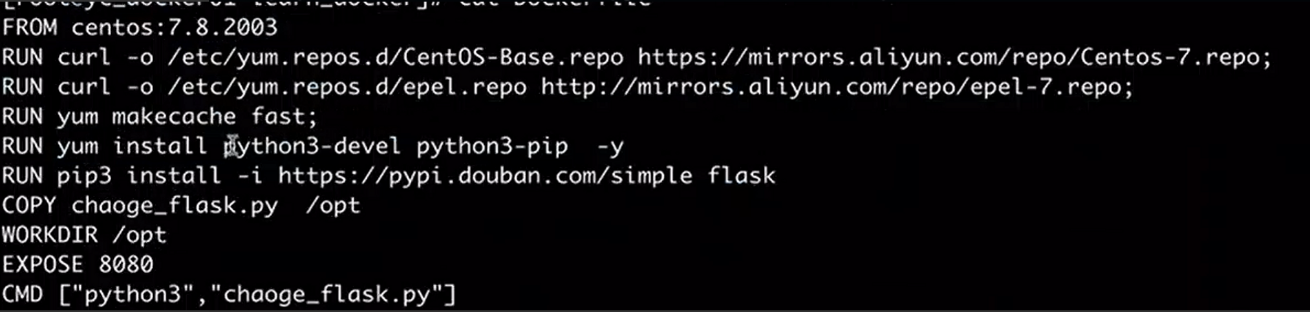 cat Dockerfile
FROM centos:7.8.2003
RUN curl -o /etc/yum.repos.d/CentOS-Base.repo https://mirrors.aliyun.com/repo/Centos-7.repo;
RUN curl -o /etc/yum.repos.d/epel.repo http://mirrors.aliyun.com/repo/epel-7.repo;
RUN yum makecache fast;
RUN yum install python3-devel python3-pip  -y
RUN pip3 install -i https://pypi.douban.com/simple flask
COPY chaoge_flask.py  /opt
WORKDIR /opt
EXPOSE 8080
CMD ["python3","chaoge_flask.py"]